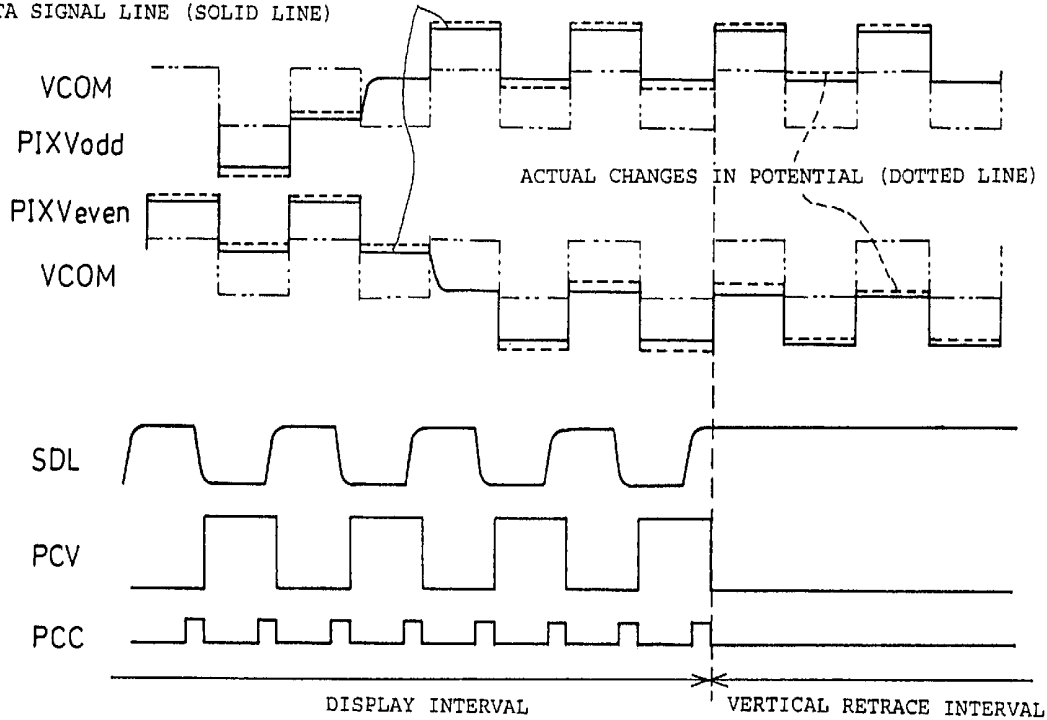 TA SIGNAL LINE (SOLID LINE)
VCOM
PIXVodd
ACTUAL CHANGES IN POTENTIAL (DOTTED LINE)
PIXVeven
VCOM
SDL
PCV
PCC
DISPLAY INTERVAL
VERTICAL RETRACE INTERVAL